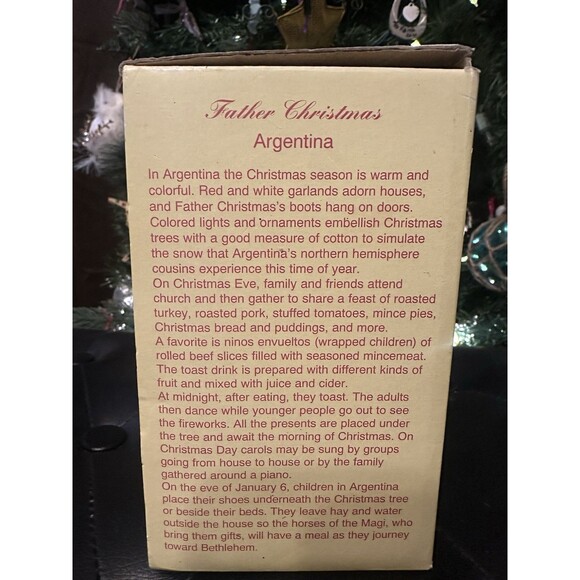 Father Christmas
Argentina
In Argentina the Christmas season is warm and
colorful. Red and white garlands adorn houses,
and Father Christmas's boots hang on doors.
Colored lights and ornaments embellish Christmas
trees with a good measure of cotton to simulate
the snow that Argentina's northern hemisphere
cousins experience this time of year.
On Christmas Eve, family and friends attend
church and then gather to share a feast of roasted
turkey, roasted pork, stuffed tomatoes, mince pies,
Christmas bread and puddings, and more.
A favorite is ninos envueltos (wrapped children) of
rolled beef slices filled with seasoned mincemeat.
The toast drink is prepared with different kinds of
fruit and mixed with juice and cider.
At midnight, after eating, they toast. The adults
then dance while younger people go out to see
the fireworks. All the presents are placed under
the tree and await the morning of Christmas. On
Christmas Day carols may be sung by groups
going from house to house or by the family
gathered around a piano.
On the eve of January 6, children in Argentina
place their shoes underneath the Christmas tree
or beside their beds. They leave hay and water
outside the house so the horses of the Magi, who
bring them gifts, will have a meal as they journey
toward Bethlehem.